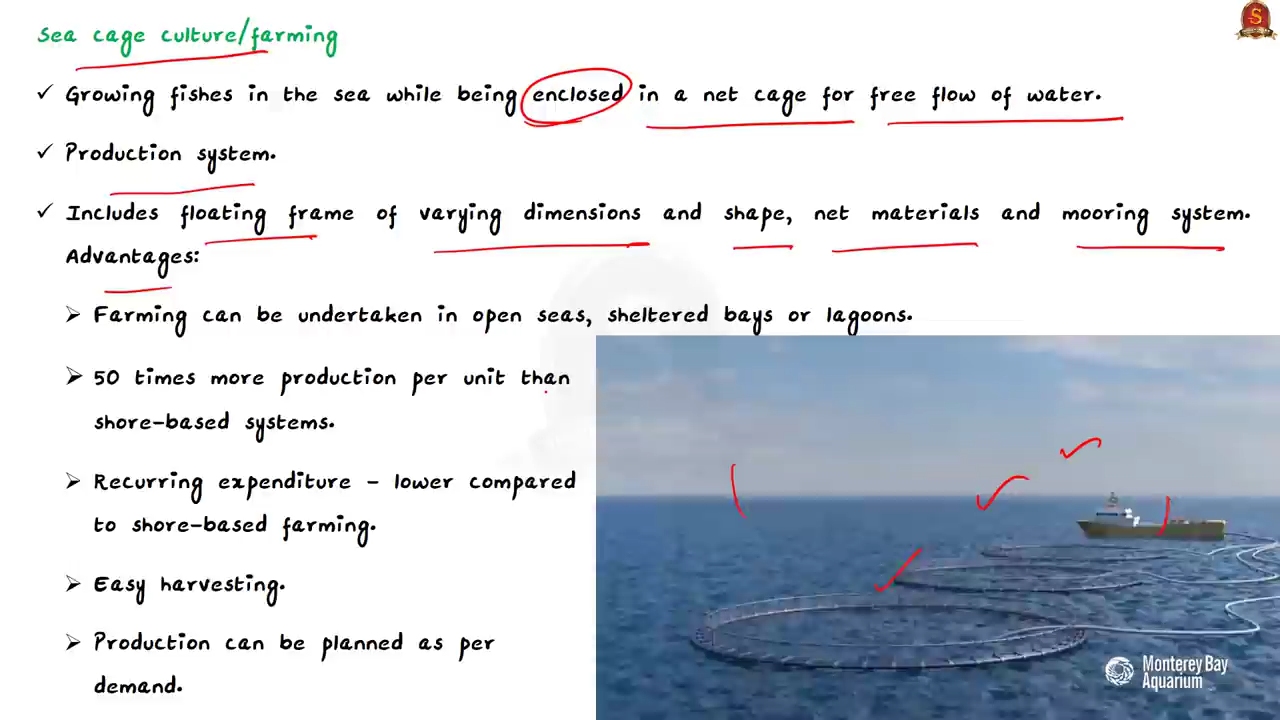 Sea cage culture/farming
✓ Growing fishes in the sea while being enclosed in a net cage for free flow of water.
✓ Production system.
✓ Includes floating frame of varying dimensions and shape, net materials and mooring system.
Advantages:
➢ Farming can be undertaken in open seas, sheltered bays or lagoons.
➢ 50 times more production per unit than
shore-based systems.
➢ Recurring expenditure - lower compared
to shore-based farming.
➢ Easy harvesting.
➢ Production can be planned as per
demand.
Monterey Bay
Aquarium